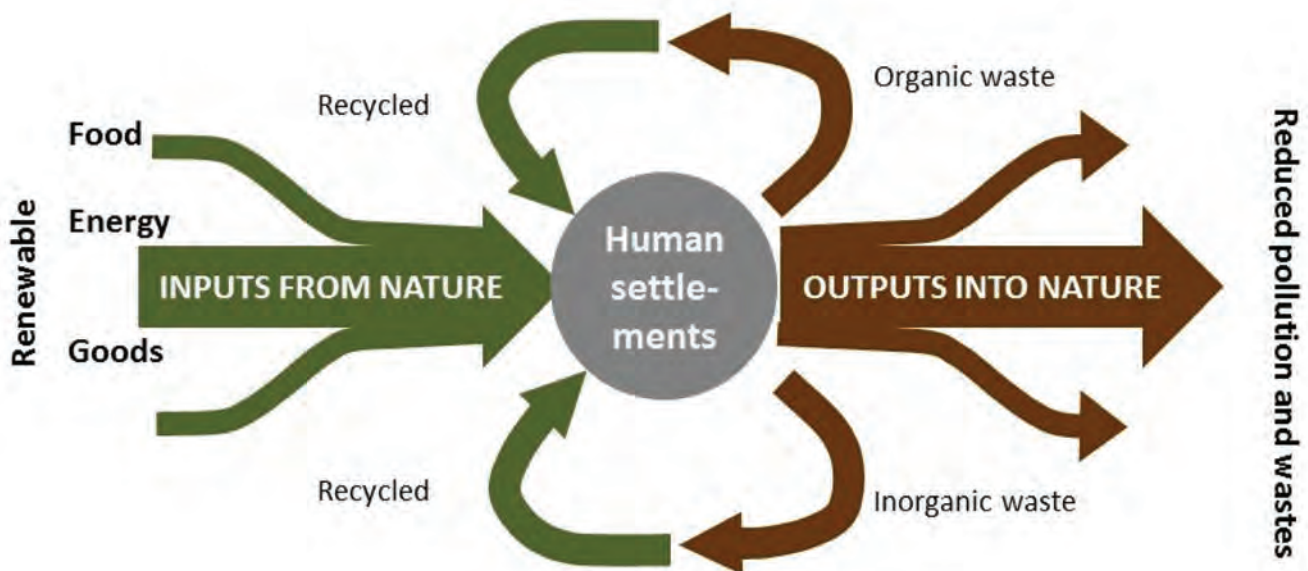 Renewable
Food
Energy
Goods
INPUTS FROM NATURE
Recycled
Recycled
Human
settle-
ments
Organic waste
OUTPUTS INTO NATURE
Inorganic waste
Reduced pollution and wastes